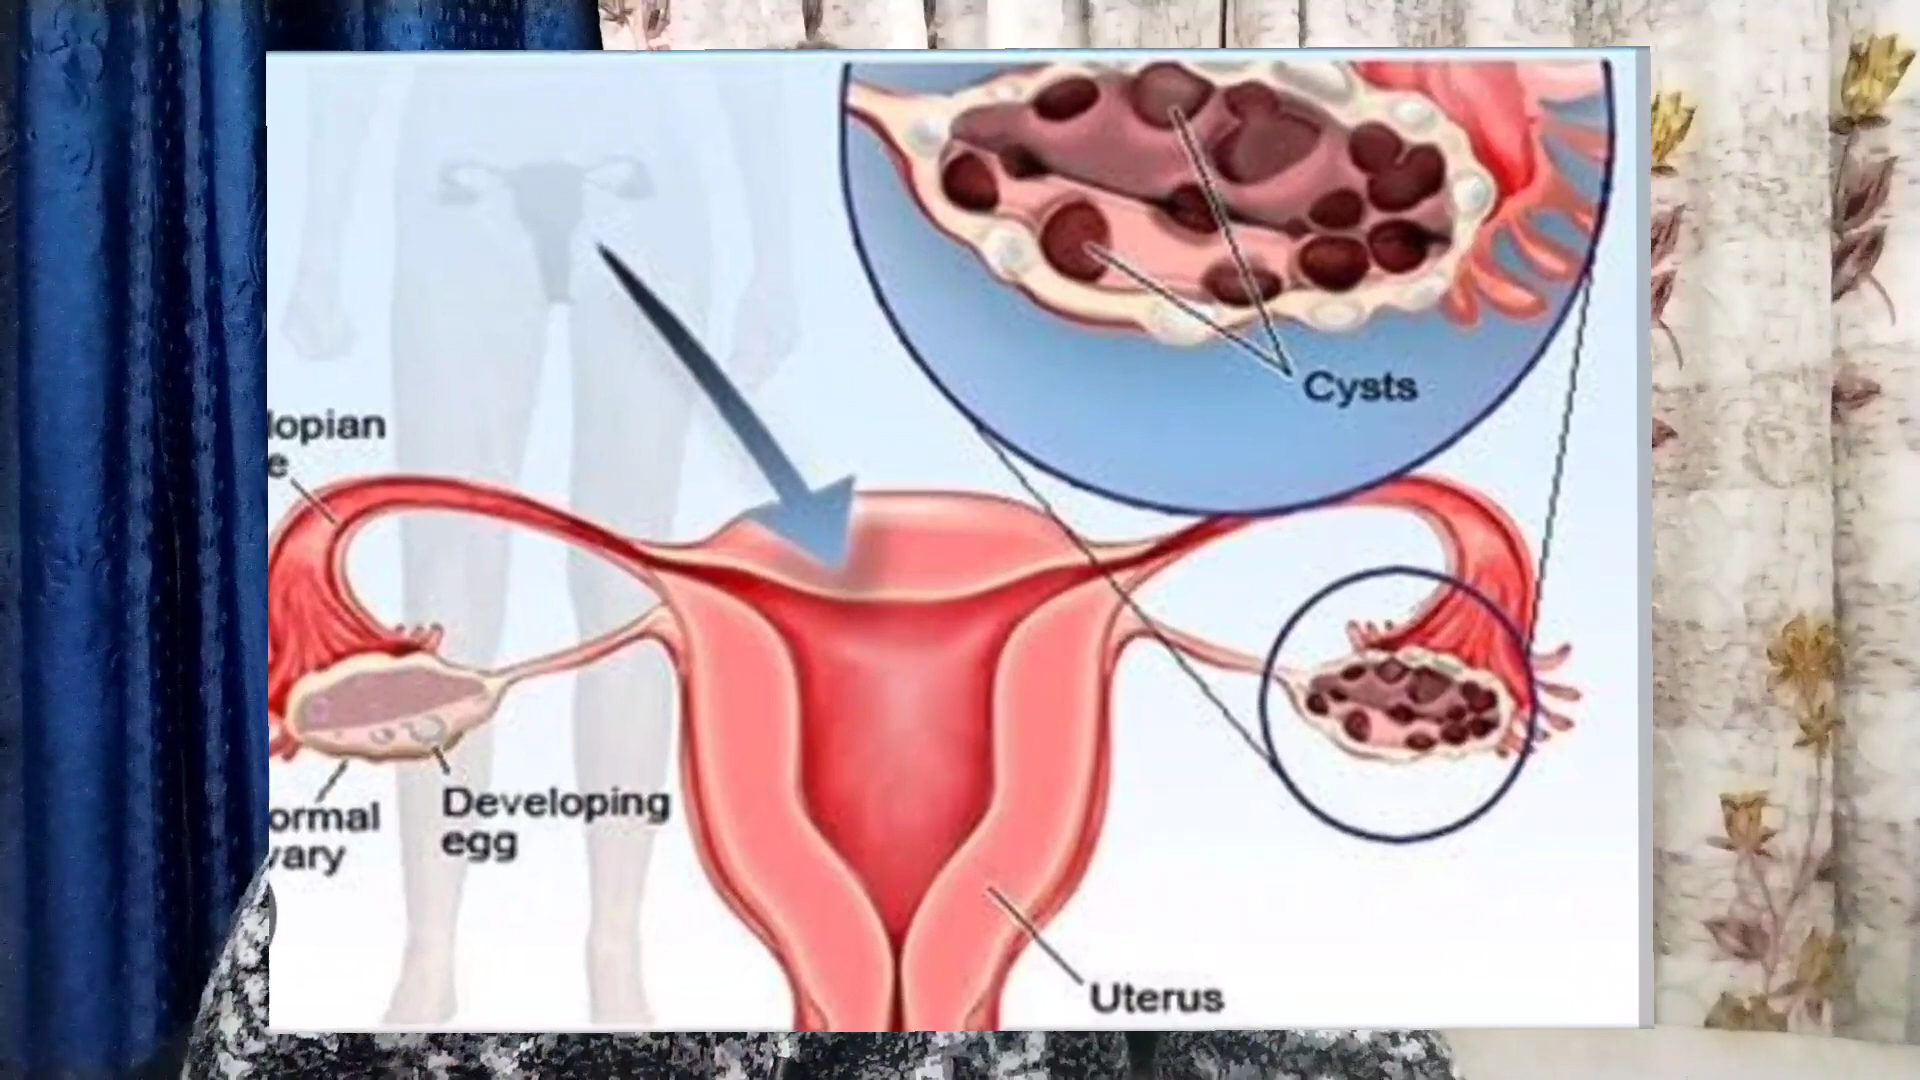 Cysts
lopian
e
Developing
egg
ormal
vary
Uterus